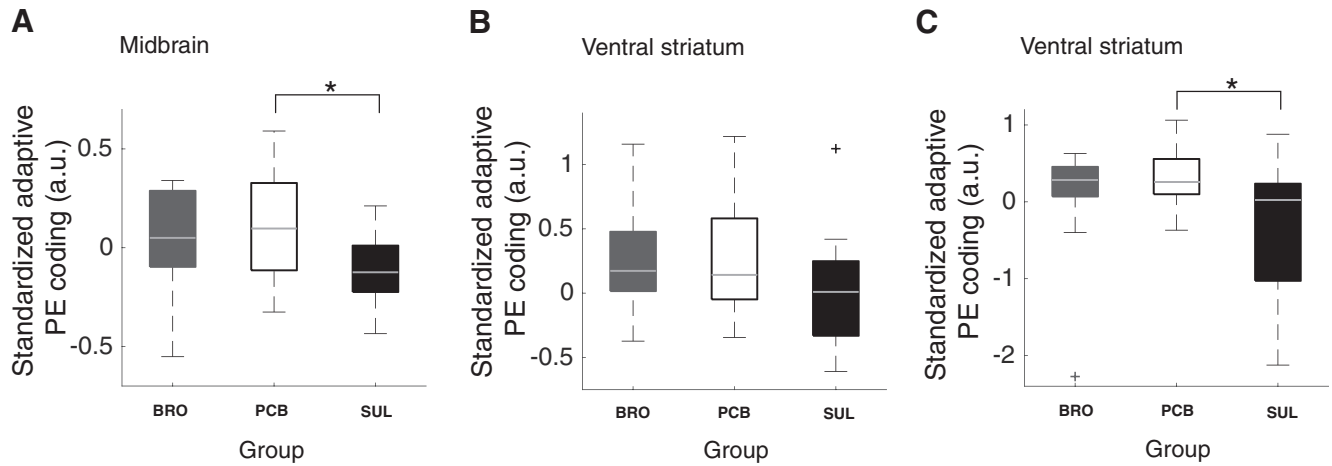 A
Midbrain
*
Standardized adaptive
PE coding (a.u.)
0.5
0
-0.5
BRO PCB SUL
Group
B
Ventral striatum
Standardized adaptive
PE coding (a.u.)
+
1
0.5
0
-0.5
BRO PCB SUL
Group
C
Ventral striatum
*
Standardized adaptive
PE coding (a.u.)
1
0
-1
-2
+
BRO PCB SUL
Group